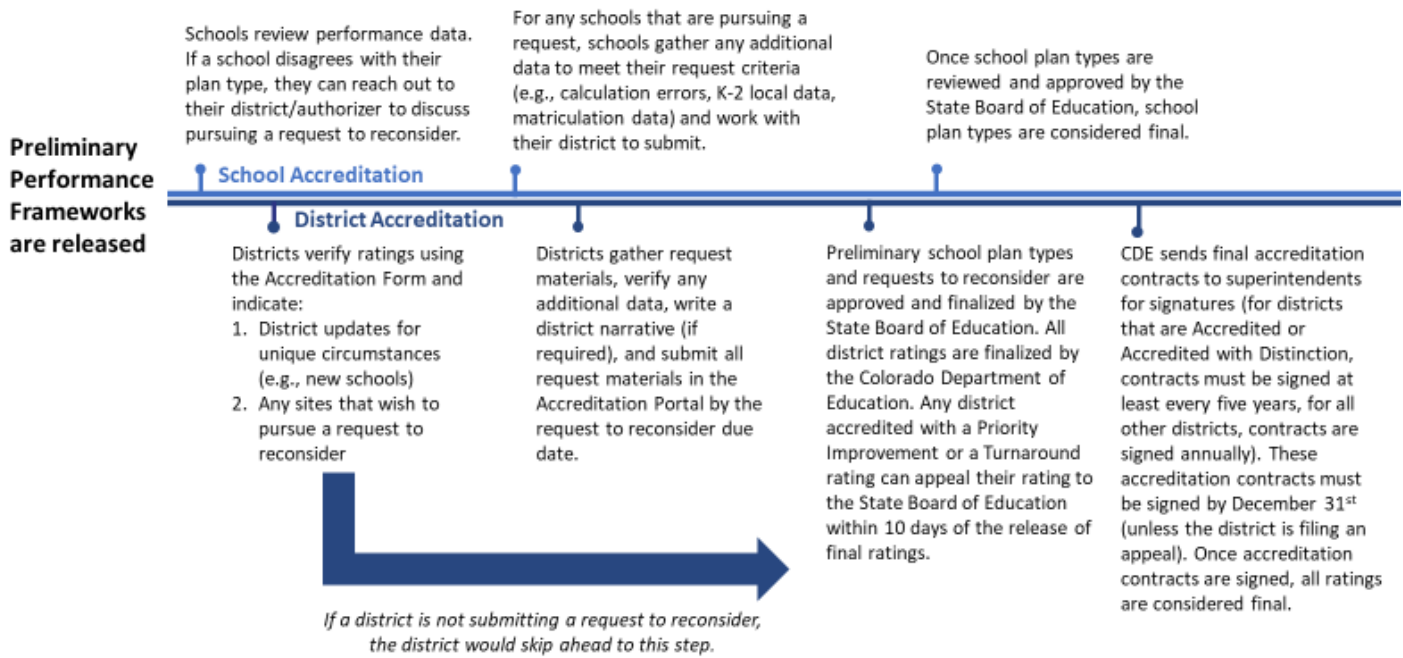 Preliminary
Performance
Frameworks
are released
Schools review performance data.
If a school disagrees with their
plan type, they can reach out to
their district/authorizer to discuss
pursuing a request to reconsider.
For any schools that are pursuing a
request, schools gather any additional
data to meet their request criteria
(e.g., calculation errors, K-2 local data,
matriculation data) and work with
their district to submit.
Once school plan types are
reviewed and approved by the
State Board of Education, school
plan types are considered final.
School Accreditation
District Accreditation
Districts verify ratings using
the Accreditation Form and
indicate:
1. District updates for
unique circumstances
(e.g., new schools)
2. Any sites that wish to
pursue a request to
reconsider
Districts gather request
materials, verify any
additional data, write a
district narrative (if
required), and submit all
request materials in the
Accreditation Portal by the
request to reconsider due
date.
Preliminary school plan types
and requests to reconsider are
approved and finalized by the
State Board of Education. All
district ratings are finalized by
the Colorado Department of
Education. Any district
accredited with a Priority
Improvement or a Turnaround
rating can appeal their rating to
the State Board of Education
within 10 days of the release of
final ratings.
CDE sends final accreditation
contracts to superintendents
for signatures (for districts
that are Accredited or
Accredited with Distinction,
contracts must be signed at
least every five years, for all
other districts, contracts are
signed annually). These
accreditation contracts must
be signed by December 31st
(unless the district is filing an
appeal). Once accreditation
contracts are signed, all ratings
are considered final.
If a district is not submitting a request to reconsider,
the district would skip ahead to this step.